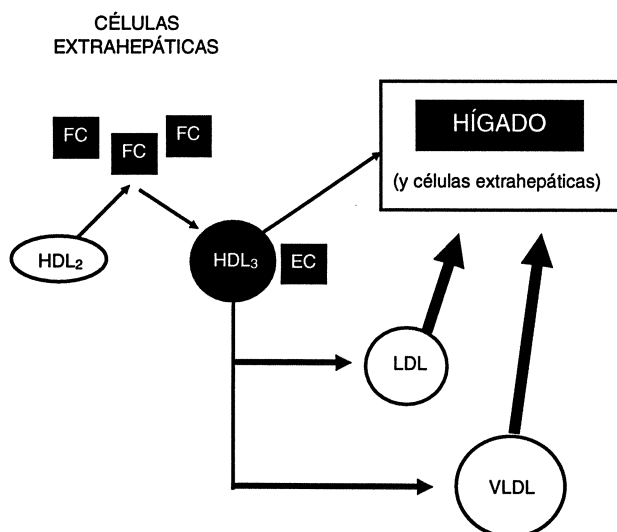 CÉLULAS
EXTRAHEPÁTICAS
FC
FC
FC
HÍGADO
(y células extrahepáticas)
HDL₂
HDL₃
EC
LDL
VLDL